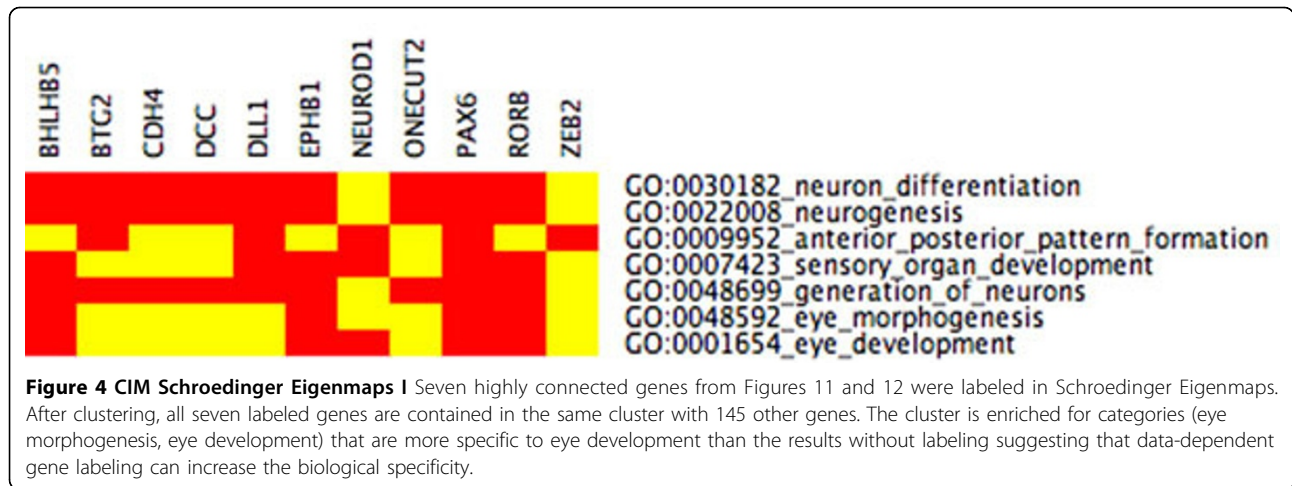 BHLHB5
BTG2
CDH4
DCC
DLL1
EPHB1
NEUROD1
ONECUT2
PAX6
RORB
ZEB2
GO:0030182_neuron_differentiation
GO:0022008_neurogenesis
GO:0009952_anterior_posterior_pattern_formation
GO:0007423_sensory_organ_development
GO:0048699_generation_of_neurons
GO:0048592_eye_morphogenesis
GO:0001654_eye_development
Figure 4 CIM Schroedinger Eigenmaps I Seven highly connected genes from Figures 11 and 12 were labeled in Schroedinger Eigenmaps.
After clustering, all seven labeled genes are contained in the same cluster with 145 other genes. The cluster is enriched for categories (eye
morphogenesis, eye development) that are more specific to eye development than the results without labeling suggesting that data-dependent
gene labeling can increase the biological specificity.